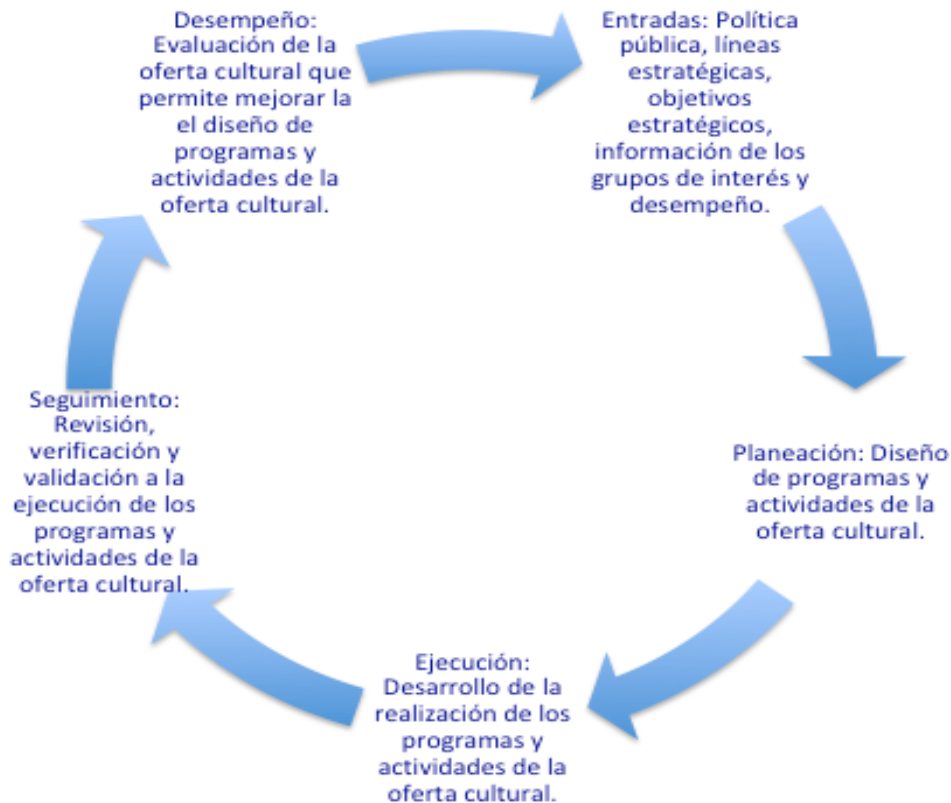 Desempeño:
Evaluación de la
oferta cultural que
permite mejorar la
el diseño de
programas y
actividades de la
oferta cultural.
Entradas: Política
pública, líneas
estratégicas,
objetivos
estratégicos,
información de los
grupos de interés y
desempeño.
Planeación: Diseño
de programas y
actividades de la
oferta cultural.
Ejecución:
Desarrollo de la
realización de los
programas y
actividades de la
oferta cultural.
Seguimiento:
Revisión,
verificación y
validación a la
ejecución de los
programas y
actividades de la
oferta cultural.